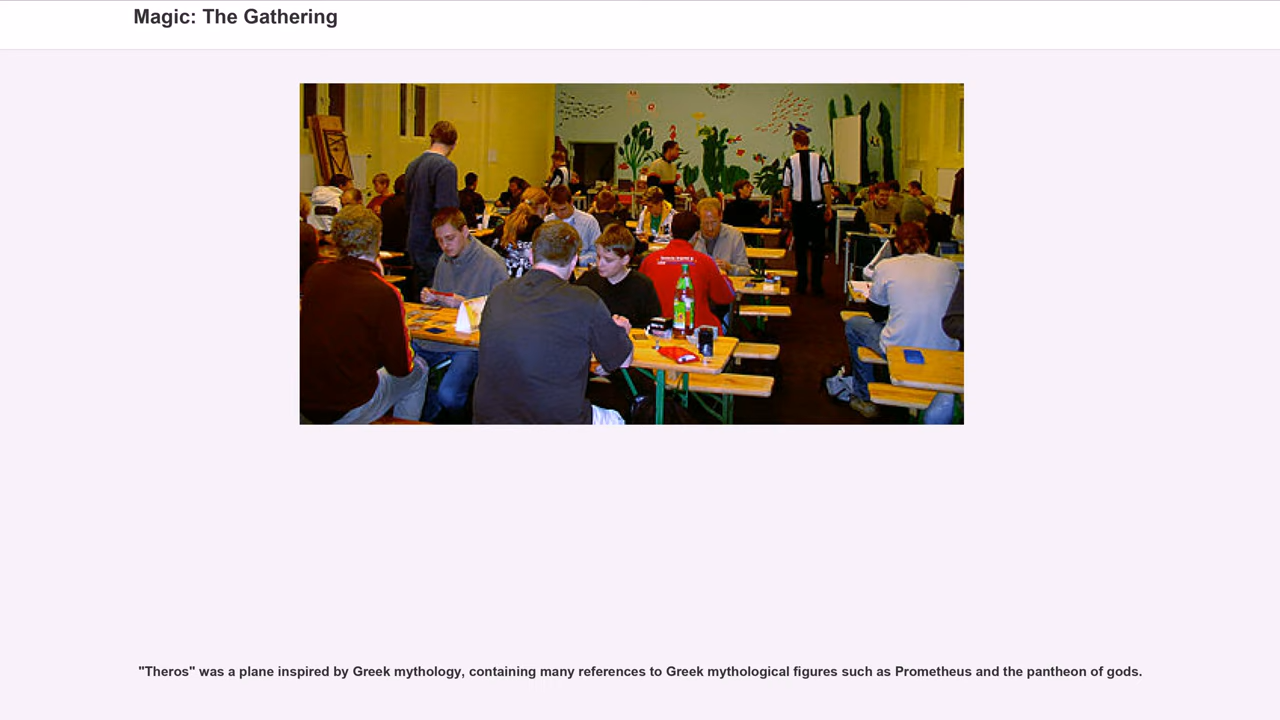 Magic: The Gathering
"Theros" was a plane inspired by Greek mythology, containing many references to Greek mythological figures such as Prometheus and the pantheon of gods.